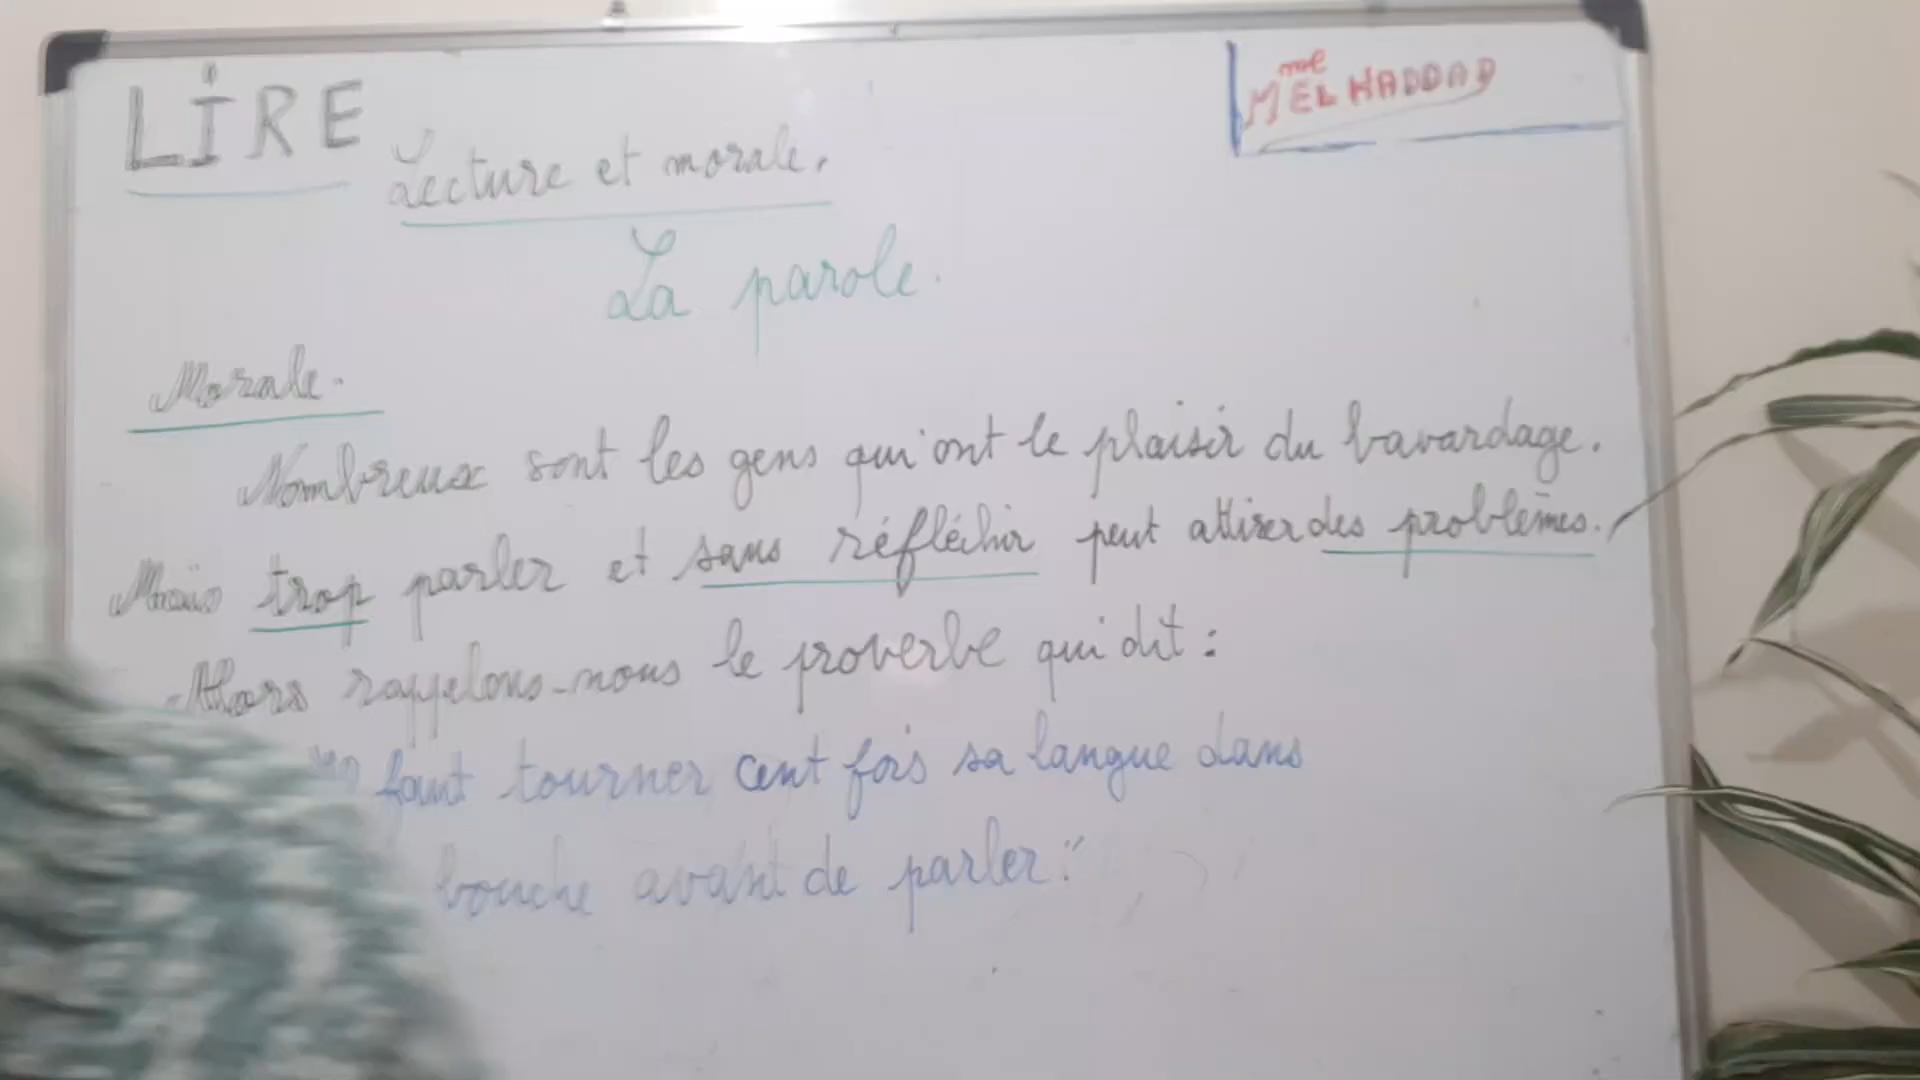 LIRE
Mme EL HADDAD
Lecture et morale.
La parole.
Morale.
Nombreux sont les gens qui ont le plaisir du bavardage.
Mais trop parler et sans réfléchir peut attirer des problèmes.
Alors rappelons-nous le proverbe qui dit :
faut tourner cent fois sa langue dans
bouche avant de parler."